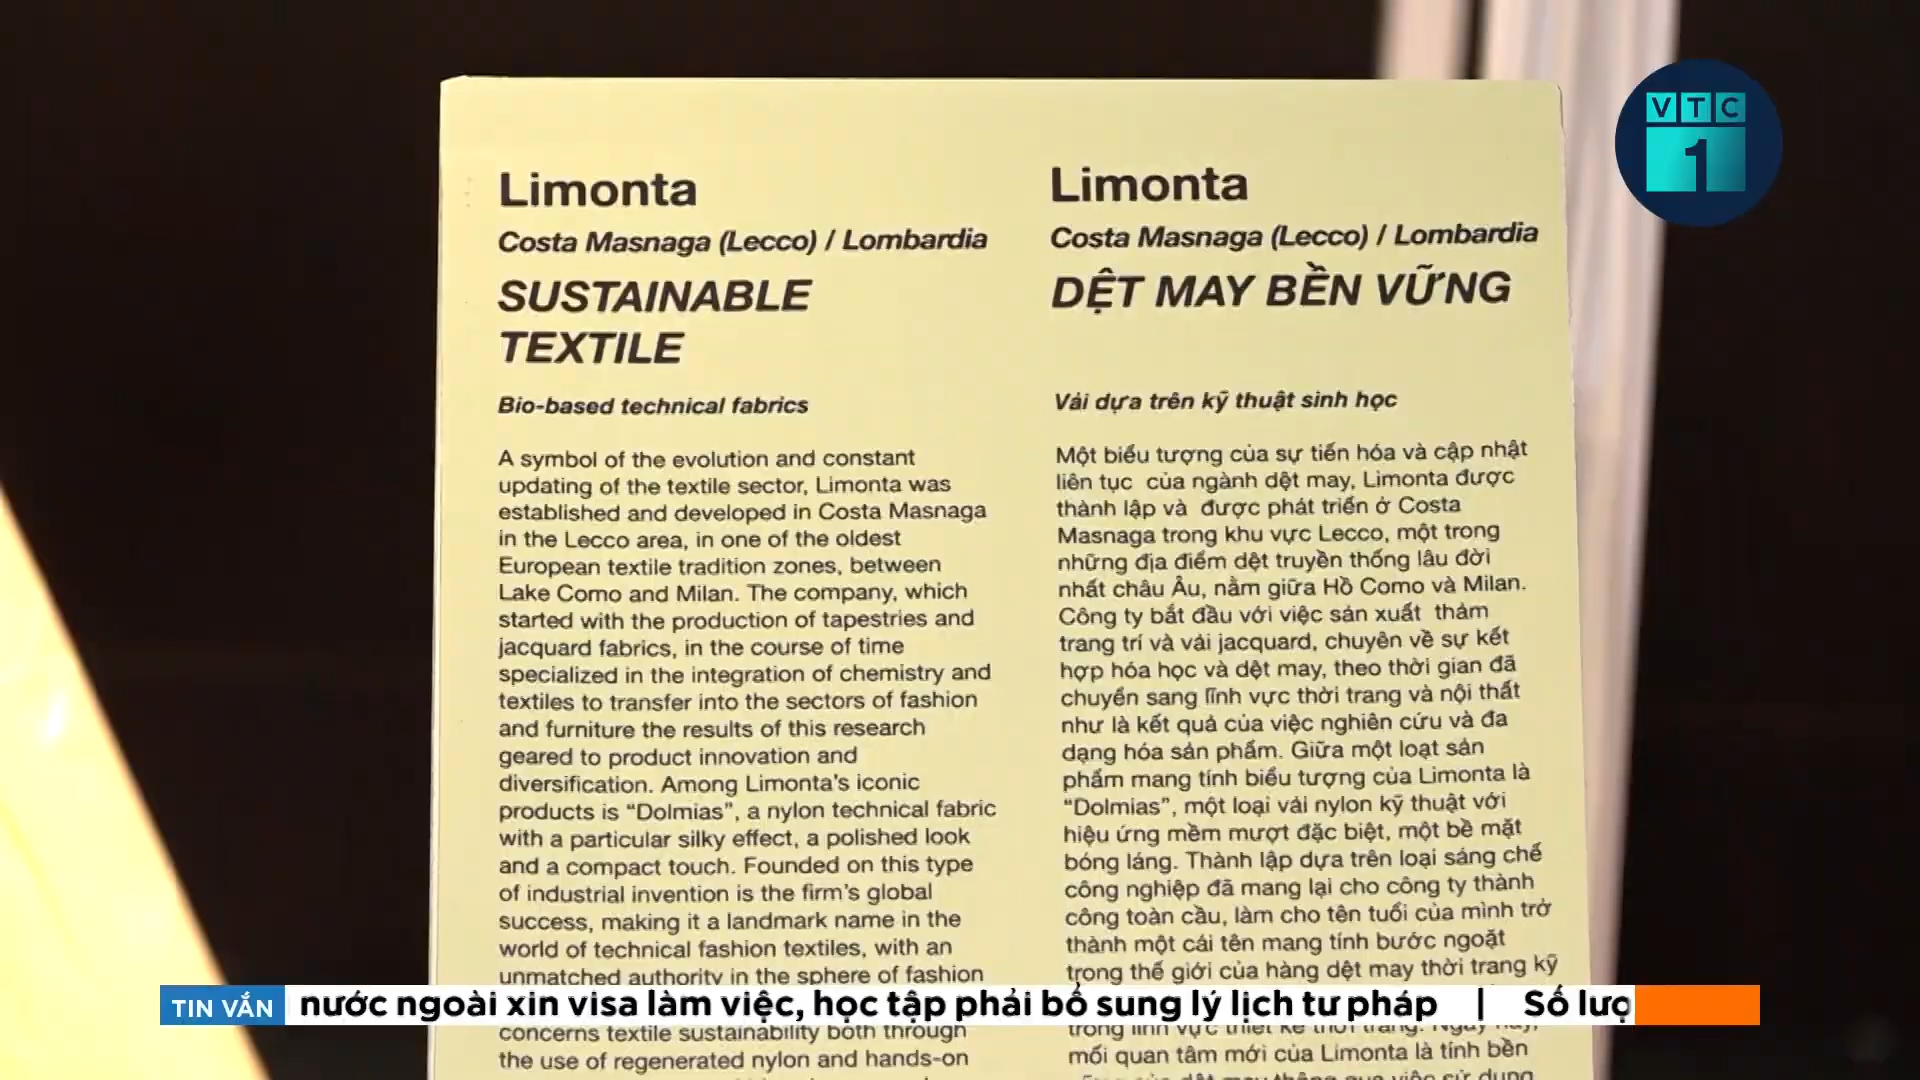 Limonta
Costa Masnaga (Lecco) / Lombardia
SUSTAINABLE
TEXTILE
Bio-based technical fabrics
A symbol of the evolution and constant
updating of the textile sector, Limonta was
established and developed in Costa Masnaga
in the Lecco area, in one of the oldest
European textile tradition zones, between
Lake Como and Milan. The company, which
started with the production of tapestries and
jacquard fabrics, in the course of time
specialized in the integration of chemistry and
textiles to transfer into the sectors of fashion
and furniture the results of this research
geared to product innovation and
diversification. Among Limonta's iconic
products is “Dolmias”, a nylon technical fabric
with a particular silky effect, a polished look
and a compact touch. Founded on this type
of industrial invention is the firm's global
success, making it a landmark name in the
world of technical fashion textiles, with an
unmatched authority in the sphere of fashion
concerns textile sustainability both through
the use of regenerated nylon and hands-on
Limonta
Costa Masnaga (Lecco) / Lombardia
DỆT MAY BỀN VỮNG
Vải dựa trên kỹ thuật sinh học
Một biểu tượng của sự tiến hóa và cập nhật
liên tục của ngành dệt may, Limonta được
thành lập và được phát triển ở Costa
Masnaga trong khu vực Lecco, một trong
những địa điểm dệt truyền thống lâu đời
nhất châu Âu, nằm giữa Hồ Como và Milan.
Công ty bắt đầu với việc sản xuất thảm
trang trí và vải jacquard, chuyên về sự kết
hợp hóa học và dệt may, theo thời gian đã
chuyển sang lĩnh vực thời trang và nội thất
như là kết quả của việc nghiên cứu và đa
dạng hóa sản phẩm. Giữa một loạt sản
phẩm mang tính biểu tượng của Limonta là
“Dolmias”, một loại vải nylon kỹ thuật với
hiệu ứng mềm mượt đặc biệt, một bề mặt
bóng láng. Thành lập dựa trên loại sáng chế
công nghiệp đã mang lại cho công ty thành
công toàn cầu, làm cho tên tuổi của mình trở
thành một cái tên mang tính bước ngoặt
trong thế giới của hàng dệt may thời trang kỹ
trong lĩnh vực thiết kế thời trang. Ngày nay,
mối quan tâm mới của Limonta là tính bền
VTC
1
TIN VẮN nước ngoài xin visa làm việc, học tập phải bổ sung lý lịch tư pháp | Số lượ